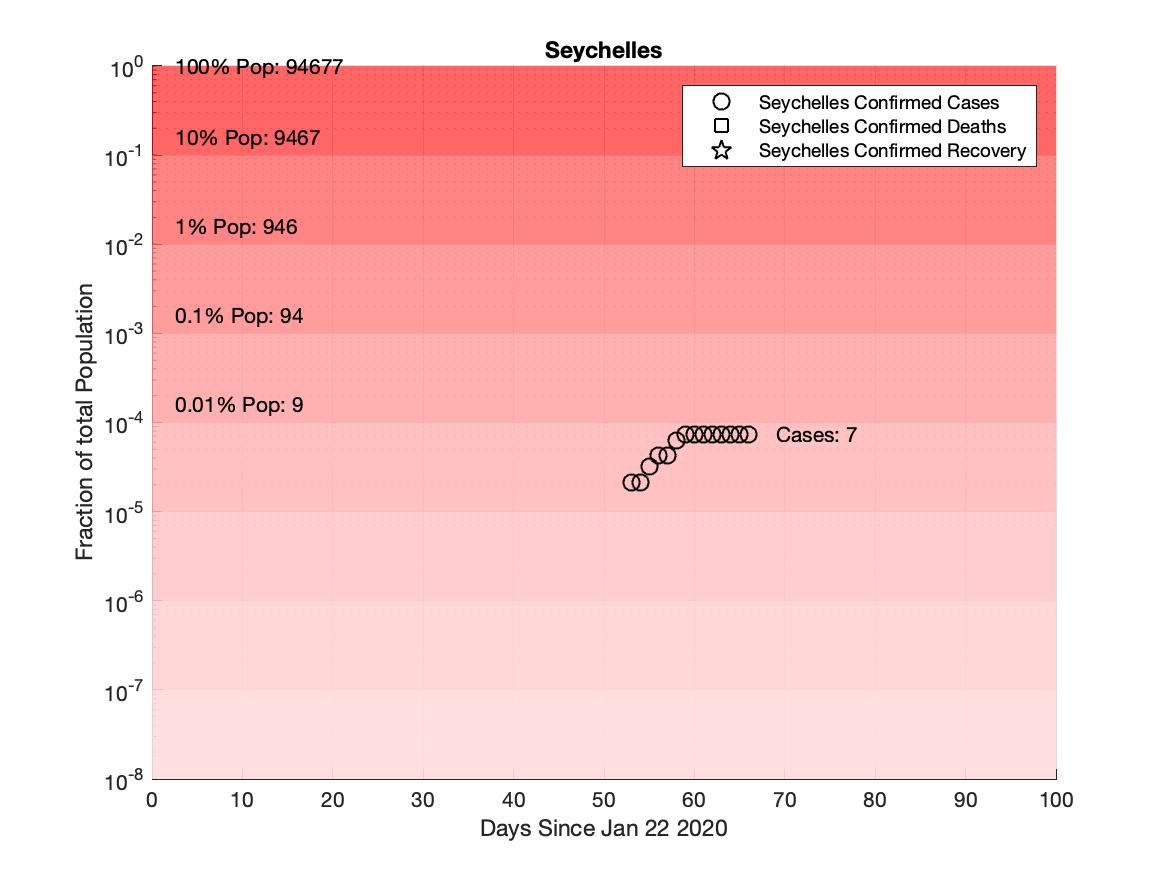 Seychelles
10^0
100% Pop: 94677
Seychelles Confirmed Cases
Seychelles Confirmed Deaths
Seychelles Confirmed Recovery
10% Pop: 9467
10^-1
1% Pop: 946
10^-2
0.1% Pop: 94
10^-3
0.01% Pop: 9
10^-4
Cases: 7
10^-5
10^-6
10^-7
10^-8
Fraction of total Population
0 10 20 30 40 50 60 70 80 90 100
Days Since Jan 22 2020